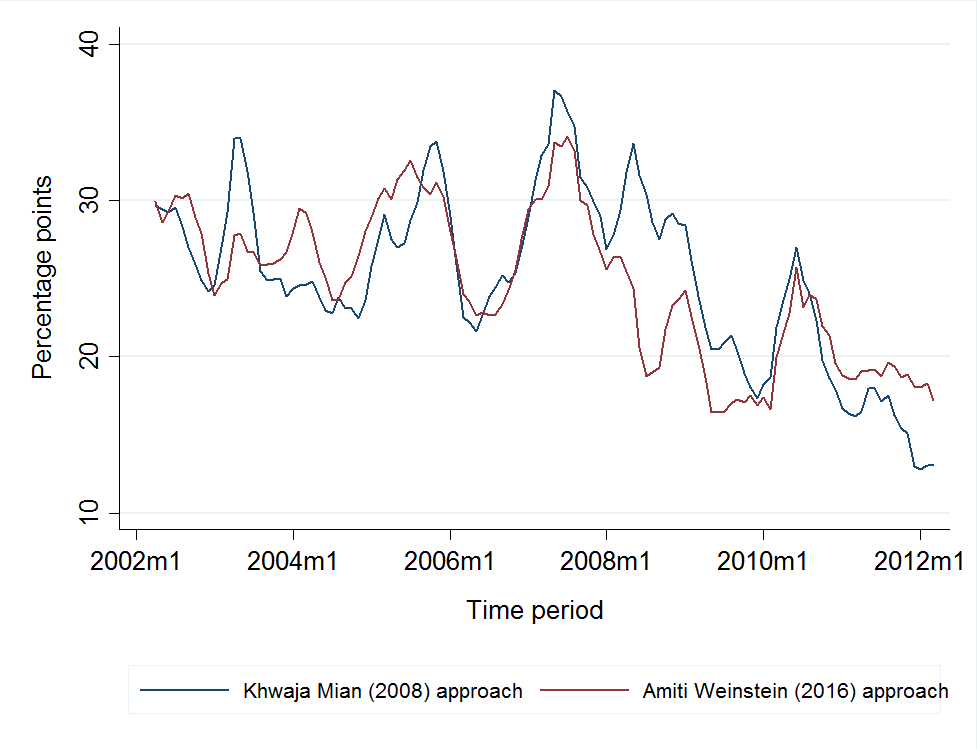 40
30
20
10
Percentage points
2002m1 2004m1 2006m1 2008m1 2010m1 2012m1
Time period
Khwaja Mian (2008) approach Amiti Weinstein (2016) approach